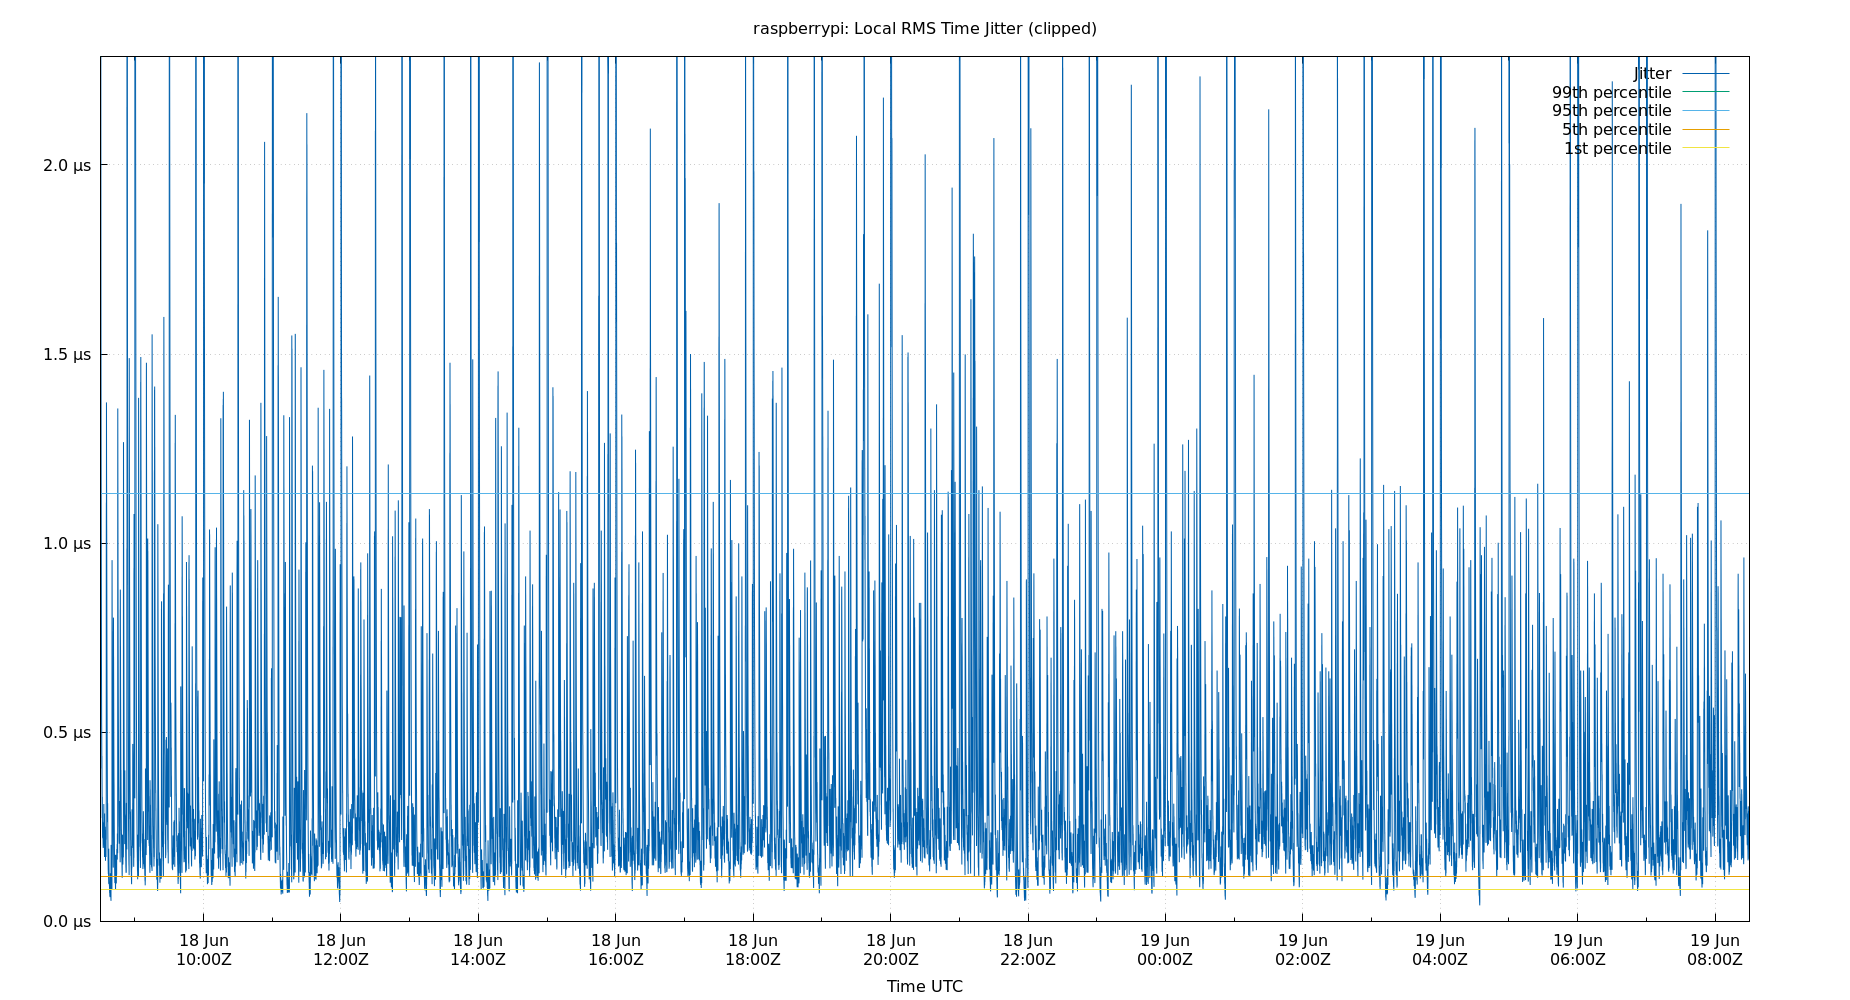 raspberrypi: Local RMS Time Jitter (clipped)
Jitter
99th percentile
95th percentile
5th percentile
1st percentile
2.0 µs
1.5 µs
1.0 µs
0.5 µs
0.0 µs
18 Jun 18 Jun 18 Jun 18 Jun 18 Jun 18 Jun 18 Jun 19 Jun 19 Jun 19 Jun 19 Jun 19 Jun
10:00Z 12:00Z 14:00Z 16:00Z 18:00Z 20:00Z 22:00Z 00:00Z 02:00Z 04:00Z 06:00Z 08:00Z
Time UTC